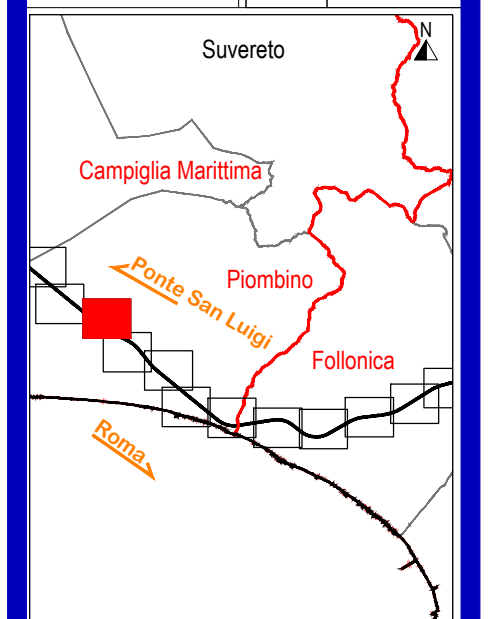 N
Suvereto
Campiglia Marittima
Ponte San Luigi
Piombino
Follonica
Roma